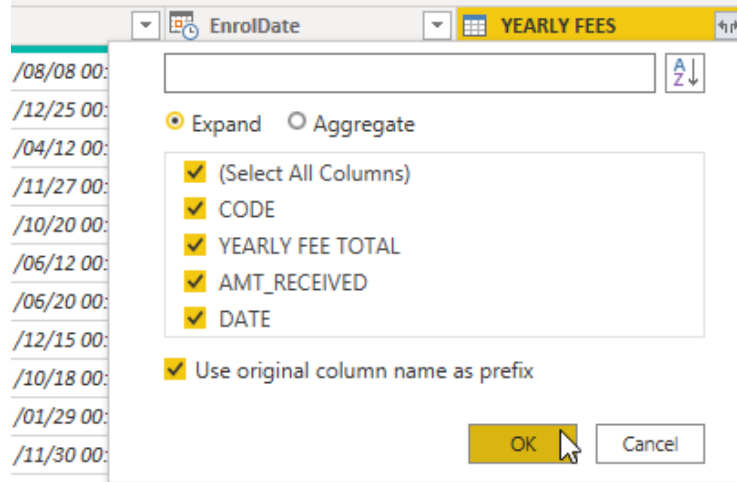 EnrolDate YEARLY FEES
/08/08 00:
/12/25 00:
/04/12 00:
/11/27 00:
/10/20 00:
/06/12 00:
/06/20 00:
/12/15 00:
/10/18 00:
/01/29 00:
/11/30 00:
A
Z
Expand Aggregate
(Select All Columns)
CODE
YEARLY FEE TOTAL
AMT_RECEIVED
DATE
Use original column name as prefix
OK Cancel